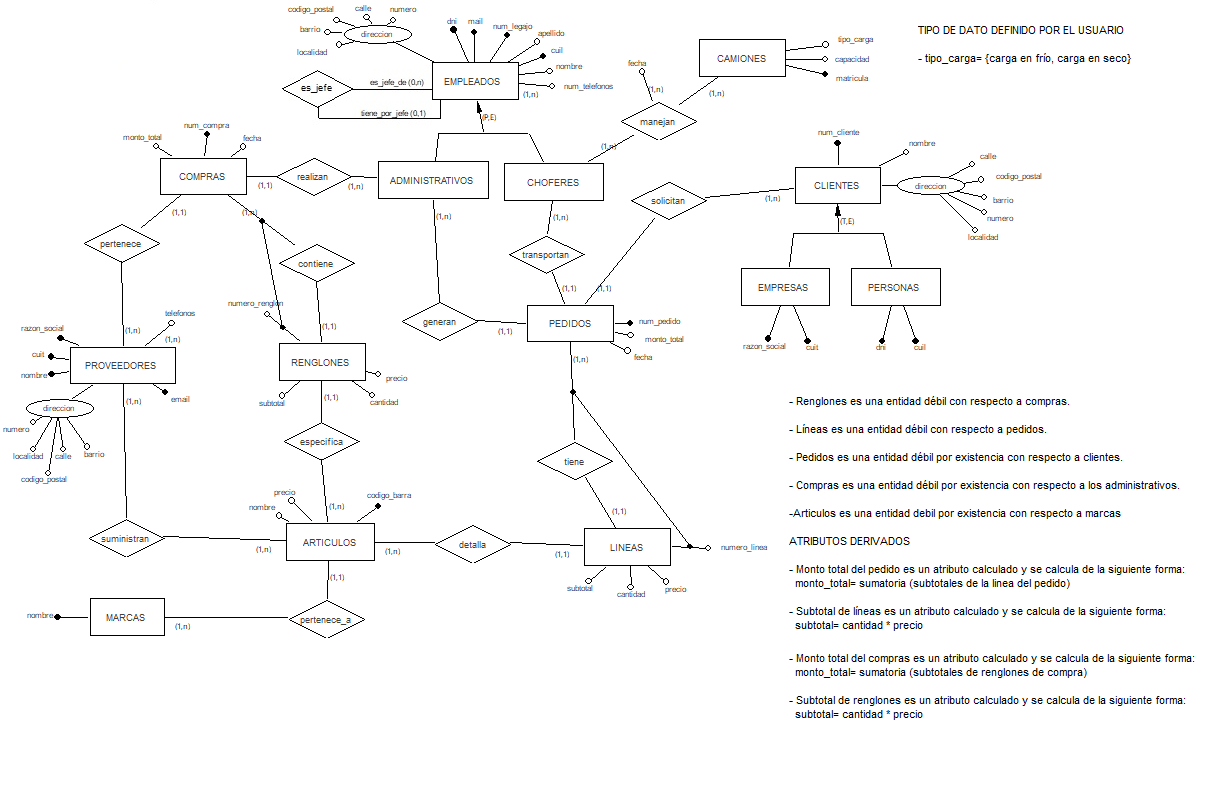 codigo_postal
calle
numero
barrio
direccion
localidad
dni
mail
num_legajo
apellido
cuil
nombre
num_telefonos
EMPLEADOS
(1,n)
es_jefe
es_jefe_de (0,n)
tiene_por_jefe (0,1)
(P,E)
fecha
(1,n)
manejan
(1,n)
(1,n)
CAMIONES
tipo_carga
capacidad
matricula
TIPO DE DATO DEFINIDO POR EL USUARIO
- tipo_carga= {carga en frío, carga en seco}
monto_total
num_compra
fecha
COMPRAS
(1,1)
realizan
(1,n)
ADMINISTRATIVOS
CHOFERES
(1,n)
(1,n)
solicitan
(1,n)
num_cliente
nombre
CLIENTES
direccion
calle
codigo_postal
barrio
numero
localidad
(T,E)
EMPRESAS
PERSONAS
razon_social
cuit
dni
cuil
(1,1)
(1,n)
pertenece
contiene
transportan
(1,1)
(1,1)
numero_renglon
(1,1)
generan
(1,1)
PEDIDOS
num_pedido
monto_total
fecha
(1,n)
telefonos
(1,n)
(1,n)
razon_social
cuit
nombre
PROVEEDORES
email
(1,n)
direccion
numero
localidad
calle
barrio
codigo_postal
RENGLONES
precio
cantidad
subtotal
(1,1)
especifica
(1,n)
tiene
(1,1)
precio
nombre
codigo_barra
suministran
(1,n)
ARTICULOS
(1,n)
detalla
(1,1)
LINEAS
numero_linea
subtotal
cantidad
precio
(1,1)
nombre
MARCAS
(1,n)
pertenece_a
- Renglones es una entidad débil con respecto a compras.
- Líneas es una entidad débil con respecto a pedidos.
- Pedidos es una entidad débil por existencia con respecto a clientes.
- Compras es una entidad débil por existencia con respecto a los administrativos.
-Articulos es una entidad debil por existencia con respecto a marcas
ATRIBUTOS DERIVADOS
- Monto total del pedido es un atributo calculado y se calcula de la siguiente forma:
monto_total= sumatoria (subtotales de la linea del pedido)
- Subtotal de líneas es un atributo calculado y se calcula de la siguiente forma:
subtotal= cantidad * precio
- Monto total del compras es un atributo calculado y se calcula de la siguiente forma:
monto_total= sumatoria (subtotales de renglones de compra)
- Subtotal de renglones es un atributo calculado y se calcula de la siguiente forma:
subtotal= cantidad * precio